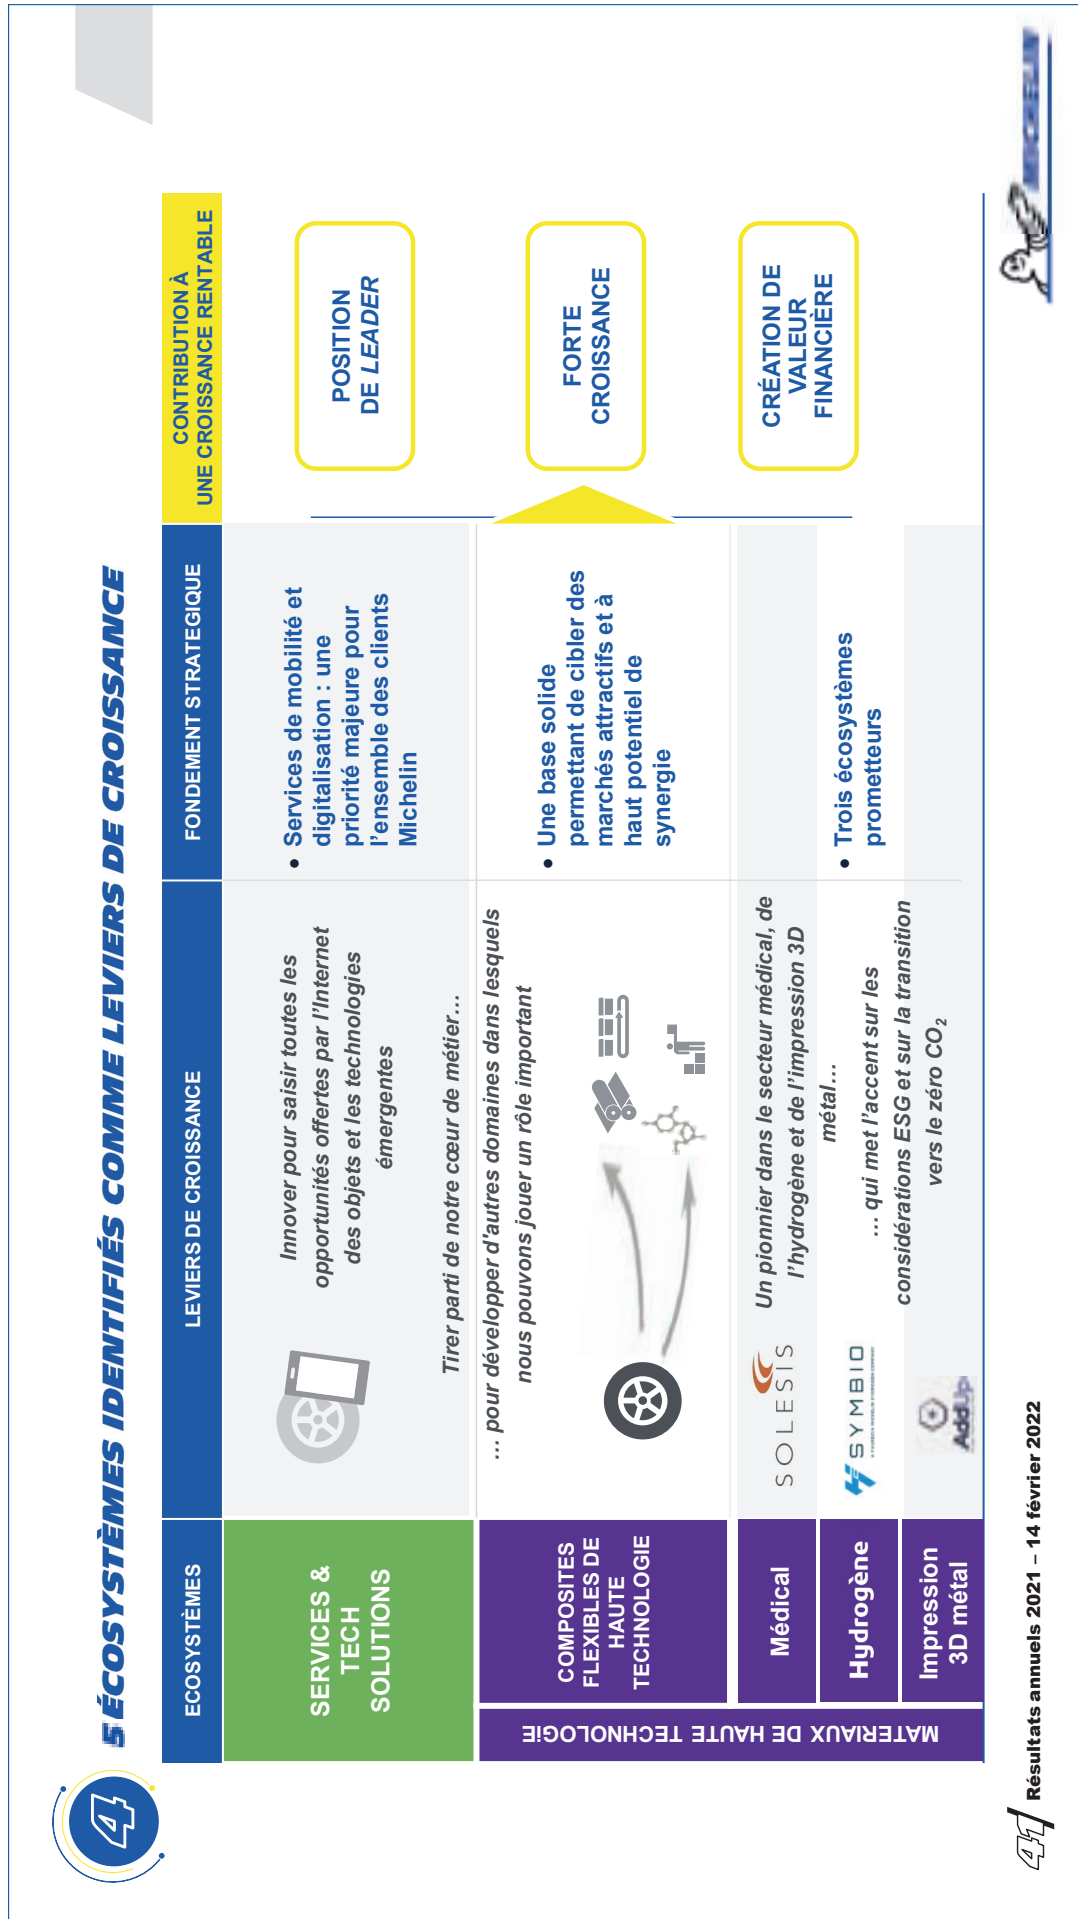 4
5 ÉCOSYSTÈMES IDENTIFIÉS COMME LEVIERS DE CROISSANCE
ECOSYSTÈMES
LEVIERS DE CROISSANCE
FONDEMENT STRATEGIQUE
CONTRIBUTION À
UNE CROISSANCE RENTABLE
SERVICES &
TECH
SOLUTIONS
Innover pour saisir toutes les
opportunités offertes par l'Internet
des objets et les technologies
émergentes
Tirer parti de notre cœur de métier…
• Services de mobilité et
digitalisation : une
priorité majeure pour
l'ensemble des clients
Michelin
MATERIAUX DE HAUTE TECHNOLOGiE
COMPOSITES
FLEXIBLES DE
HAUTE
TECHNOLOGIE
… pour développer d'autres domaines dans lesquels
nous pouvons jouer un rôle important
• Une base solide
permettant de cibler des
marchés attractifs et à
haut potentiel de
synergie
Médical
SOLESIS
Hydrogène
SYMBIO
A FAURECIA MICHELIN HYDROGEN COMPANY
Impression
3D métal
AddUp
Un pionnier dans le secteur médical, de
l'hydrogène et de l'impression 3D
métal…
… qui met l'accent sur les
considérations ESG et sur la transition
vers le zéro CO₂
• Trois écosystèmes
prometteurs
POSITION
DE LEADER
FORTE
CROISSANCE
CRÉATION DE
VALEUR
FINANCIÈRE
41
Résultats annuels 2021 – 14 février 2022
MICHELIN